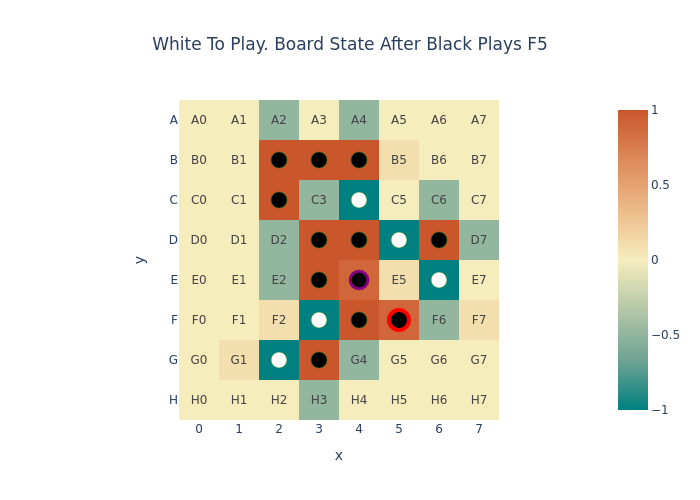 White To Play. Board State After Black Plays F5
A A0 A1 A2 A3 A4 A5 A6 A7
B B0 B1 B5 B6 B7
C C0 C1 C3 C5 C6 C7
D D0 D1 D2 D7
E E0 E1 E2 E5 E7
F F0 F1 F2 F6 F7
G G0 G1 G4 G5 G6 G7
H H0 H1 H2 H3 H4 H5 H6 H7
0 1 2 3 4 5 6 7
x
y
1
0.5
0
−0.5
−1